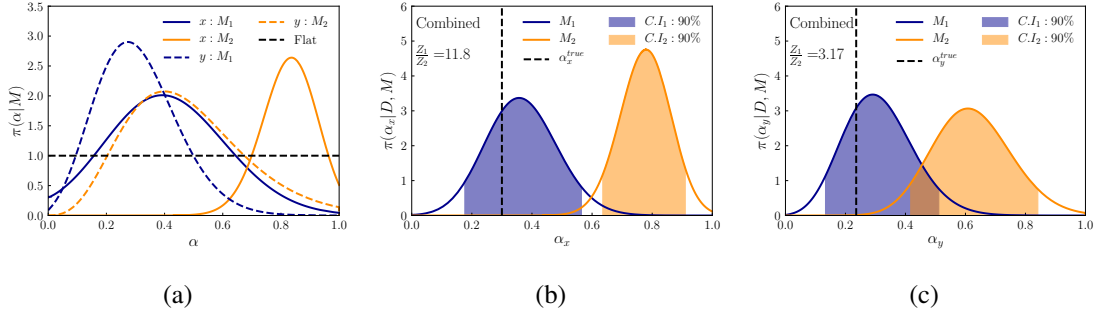 x : M₁
x : M₂
y : M₁
y : M₂
Flat
π(α|M)
3.5
3.0
2.5
2.0
1.5
1.0
0.5
0.0
0.0 0.2 0.4 0.6 0.8 1.0
α
(a)
Combined
Z₁/Z₂ =11.8
M₁
M₂
α_x^{true}
C.I₁ : 90%
C.I₂ : 90%
π(α_x|D, M)
6
5
4
3
2
1
0
0.0 0.2 0.4 0.6 0.8 1.0
α_x
(b)
Combined
Z₁/Z₂ =3.17
M₁
M₂
α_y^{true}
C.I₁ : 90%
C.I₂ : 90%
π(α_y|D, M)
6
5
4
3
2
1
0
0.0 0.2 0.4 0.6 0.8 1.0
α_y
(c)